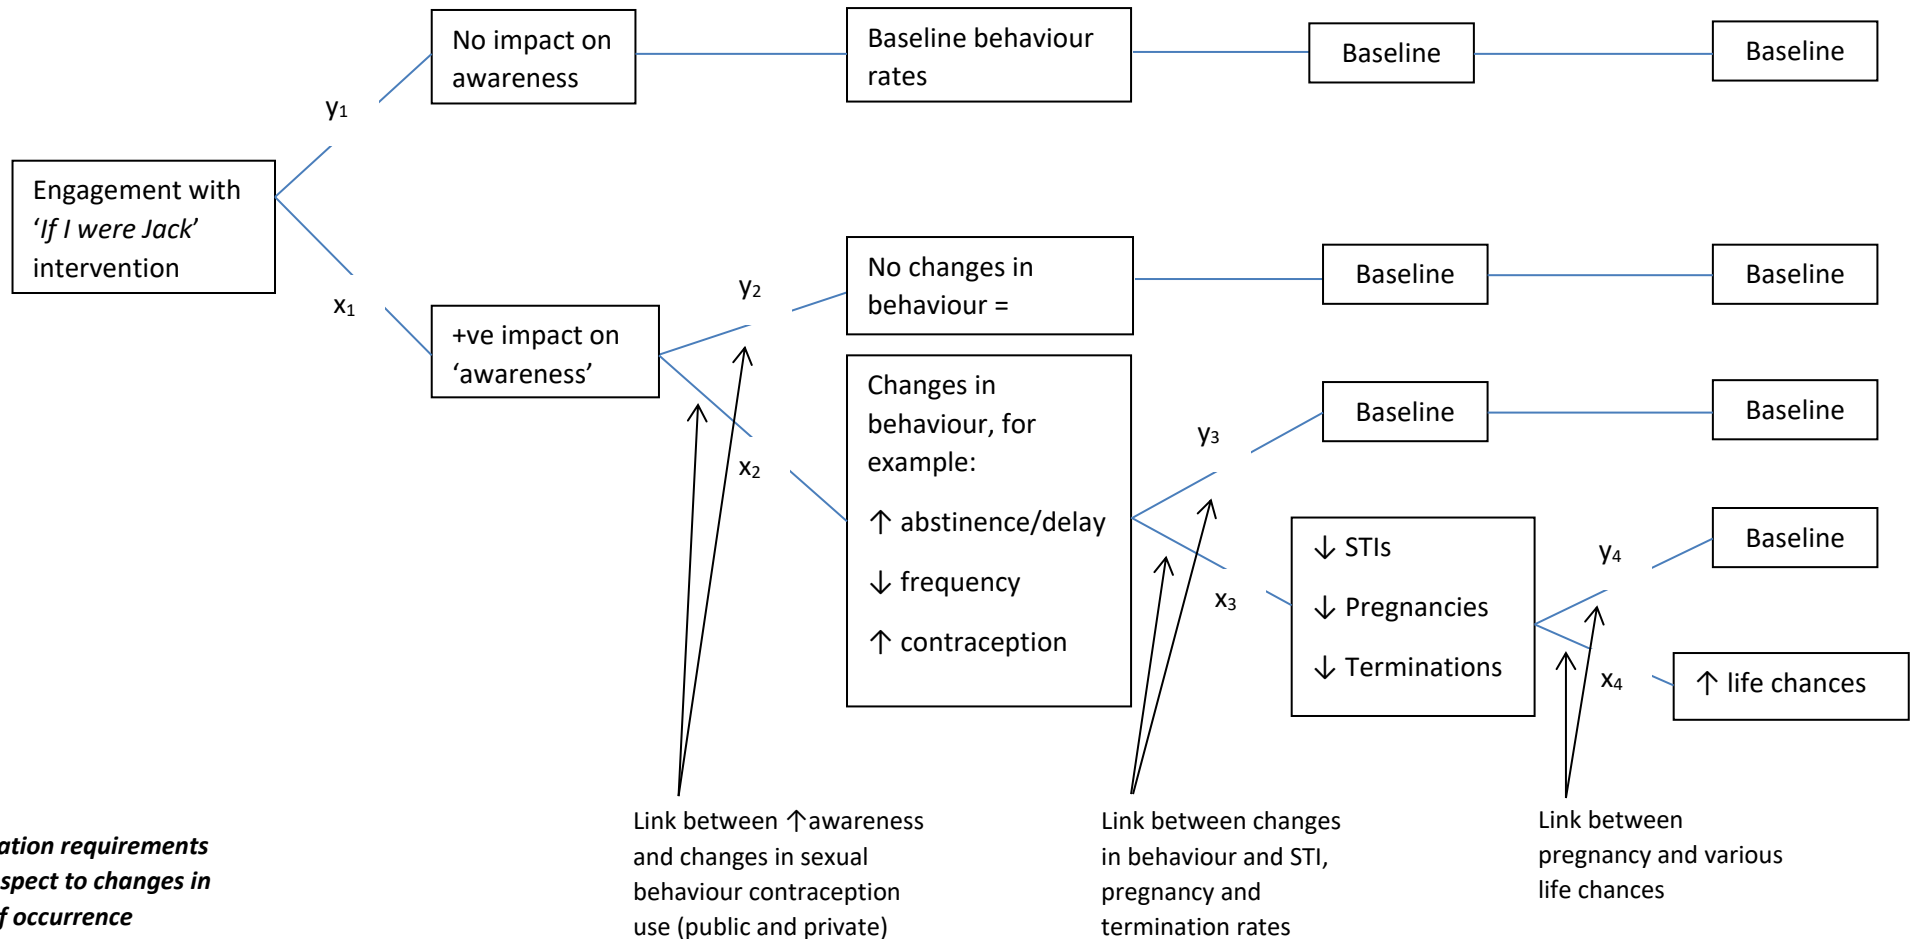 No impact on
awareness
Baseline behaviour
rates
Baseline
Baseline
y₁
Engagement with
‘If I were Jack’
intervention
x₁
+ve impact on
‘awareness’
y₂
No changes in
behaviour =
Baseline
Baseline
x₂
Changes in
behaviour, for
example:
↑ abstinence/delay
↓ frequency
↑ contraception
y₃
Baseline
Baseline
x₃
↓ STIs
↓ Pregnancies
↓ Terminations
y₄
Baseline
x₄
↑ life chances
ation requirements
spect to changes in
f occurrence
Link between ↑awareness
and changes in sexual
behaviour contraception
use (public and private)
Link between changes
in behaviour and STI,
pregnancy and
termination rates
Link between
pregnancy and various
life chances